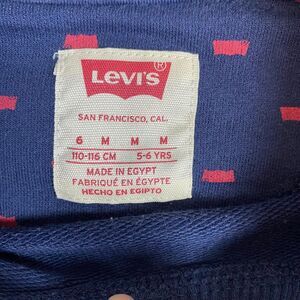 LEVI'S ®
SAN FRANCISCO, CAL.
6 M M M
110-116 CM 5-6 YRS
MADE IN EGYPT
FABRIQUÉ EN ÉGYPTE
HECHO EN EGIPTO